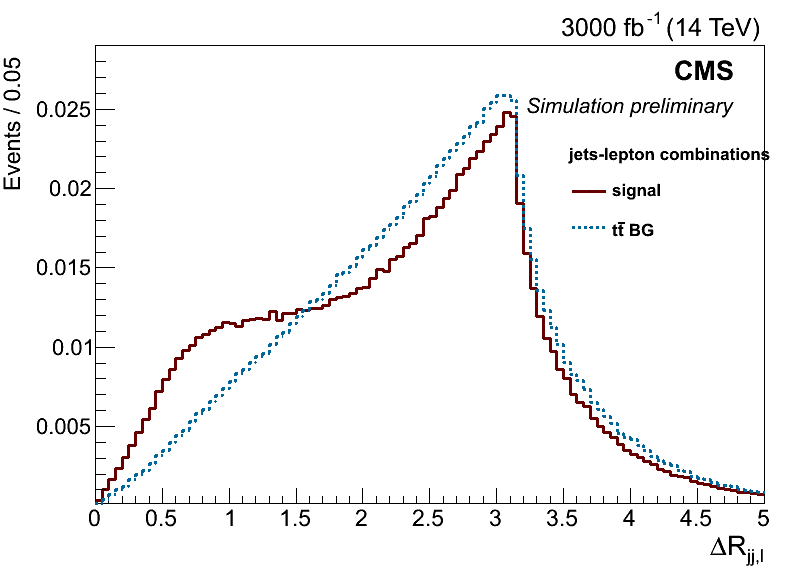 3000 fb⁻¹ (14 TeV)
CMS
Simulation preliminary
jets-lepton combinations
signal
tt̄ BG
Events / 0.05
0.025
0.02
0.015
0.01
0.005
0 0.5 1 1.5 2 2.5 3 3.5 4 4.5 5
ΔR_jj,l